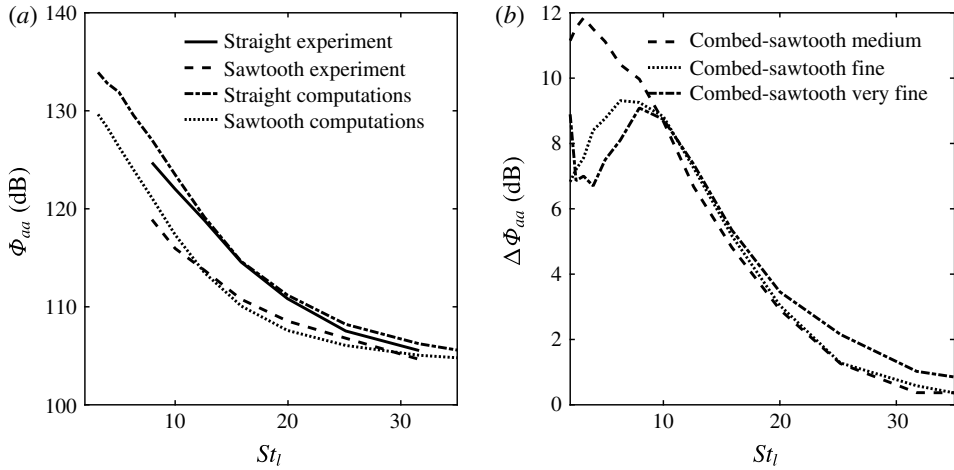 (a)
140
130
120
110
100
Φaa (dB)
10
20
30
Stl
Straight experiment
Sawtooth experiment
Straight computations
Sawtooth computations
(b)
12
10
8
6
4
2
0
ΔΦaa (dB)
10
20
30
Stl
Combed-sawtooth medium
Combed-sawtooth fine
Combed-sawtooth very fine